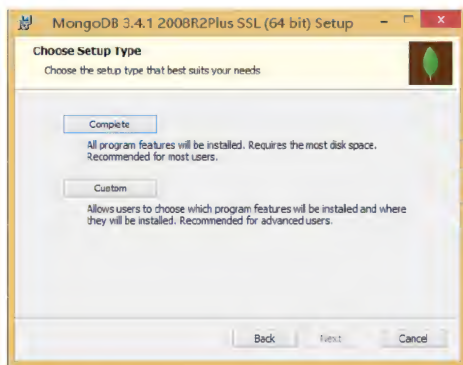 MongoDB 3.4.1 2008R2Plus SSL (64 bit) Setup
Choose Setup Type
Choose the setup type that best suits your needs
Complete
All program features will be installed. Requires the most disk space.
Recommended for most users.
Custom
Allows users to choose which program features will be installed and where
they will be installed. Recommended for advanced users.
Back Next Cancel